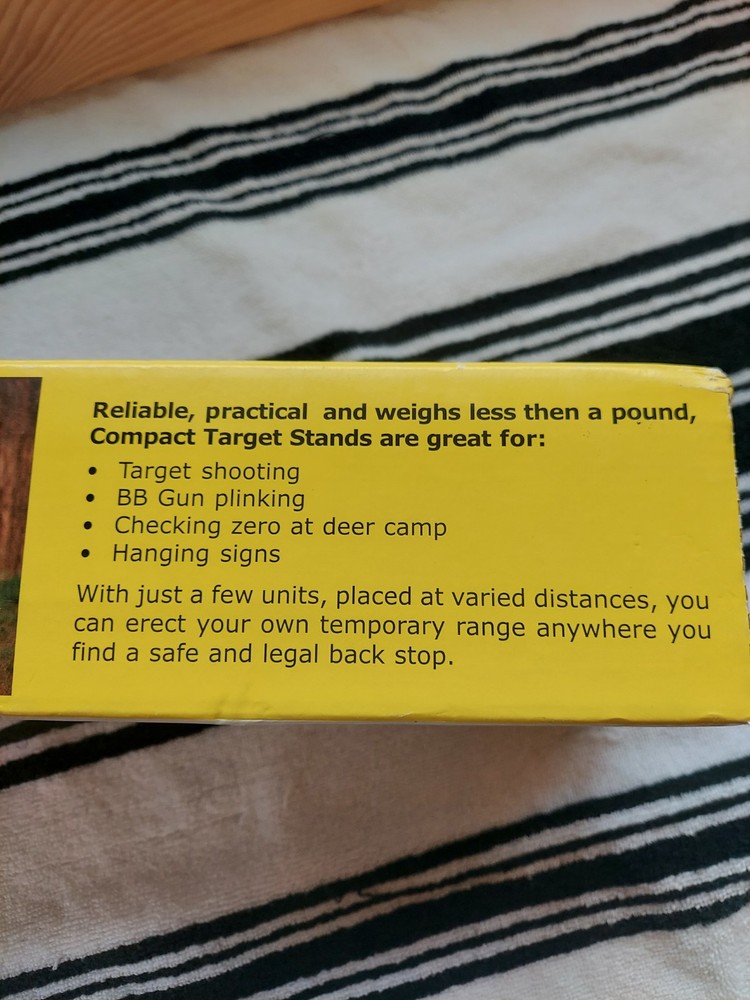 Reliable, practical and weighs less then a pound,
Compact Target Stands are great for:
• Target shooting
• BB Gun plinking
• Checking zero at deer camp
• Hanging signs
With just a few units, placed at varied distances, you
can erect your own temporary range anywhere you
find a safe and legal back stop.